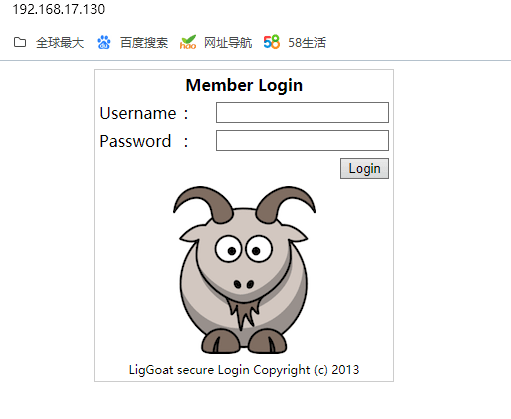 192.168.17.130
全球最大 百度搜索 hao 网址导航 58 58生活
Member Login
Username :
Password :
Login
LigGoat secure Login Copyright (c) 2013